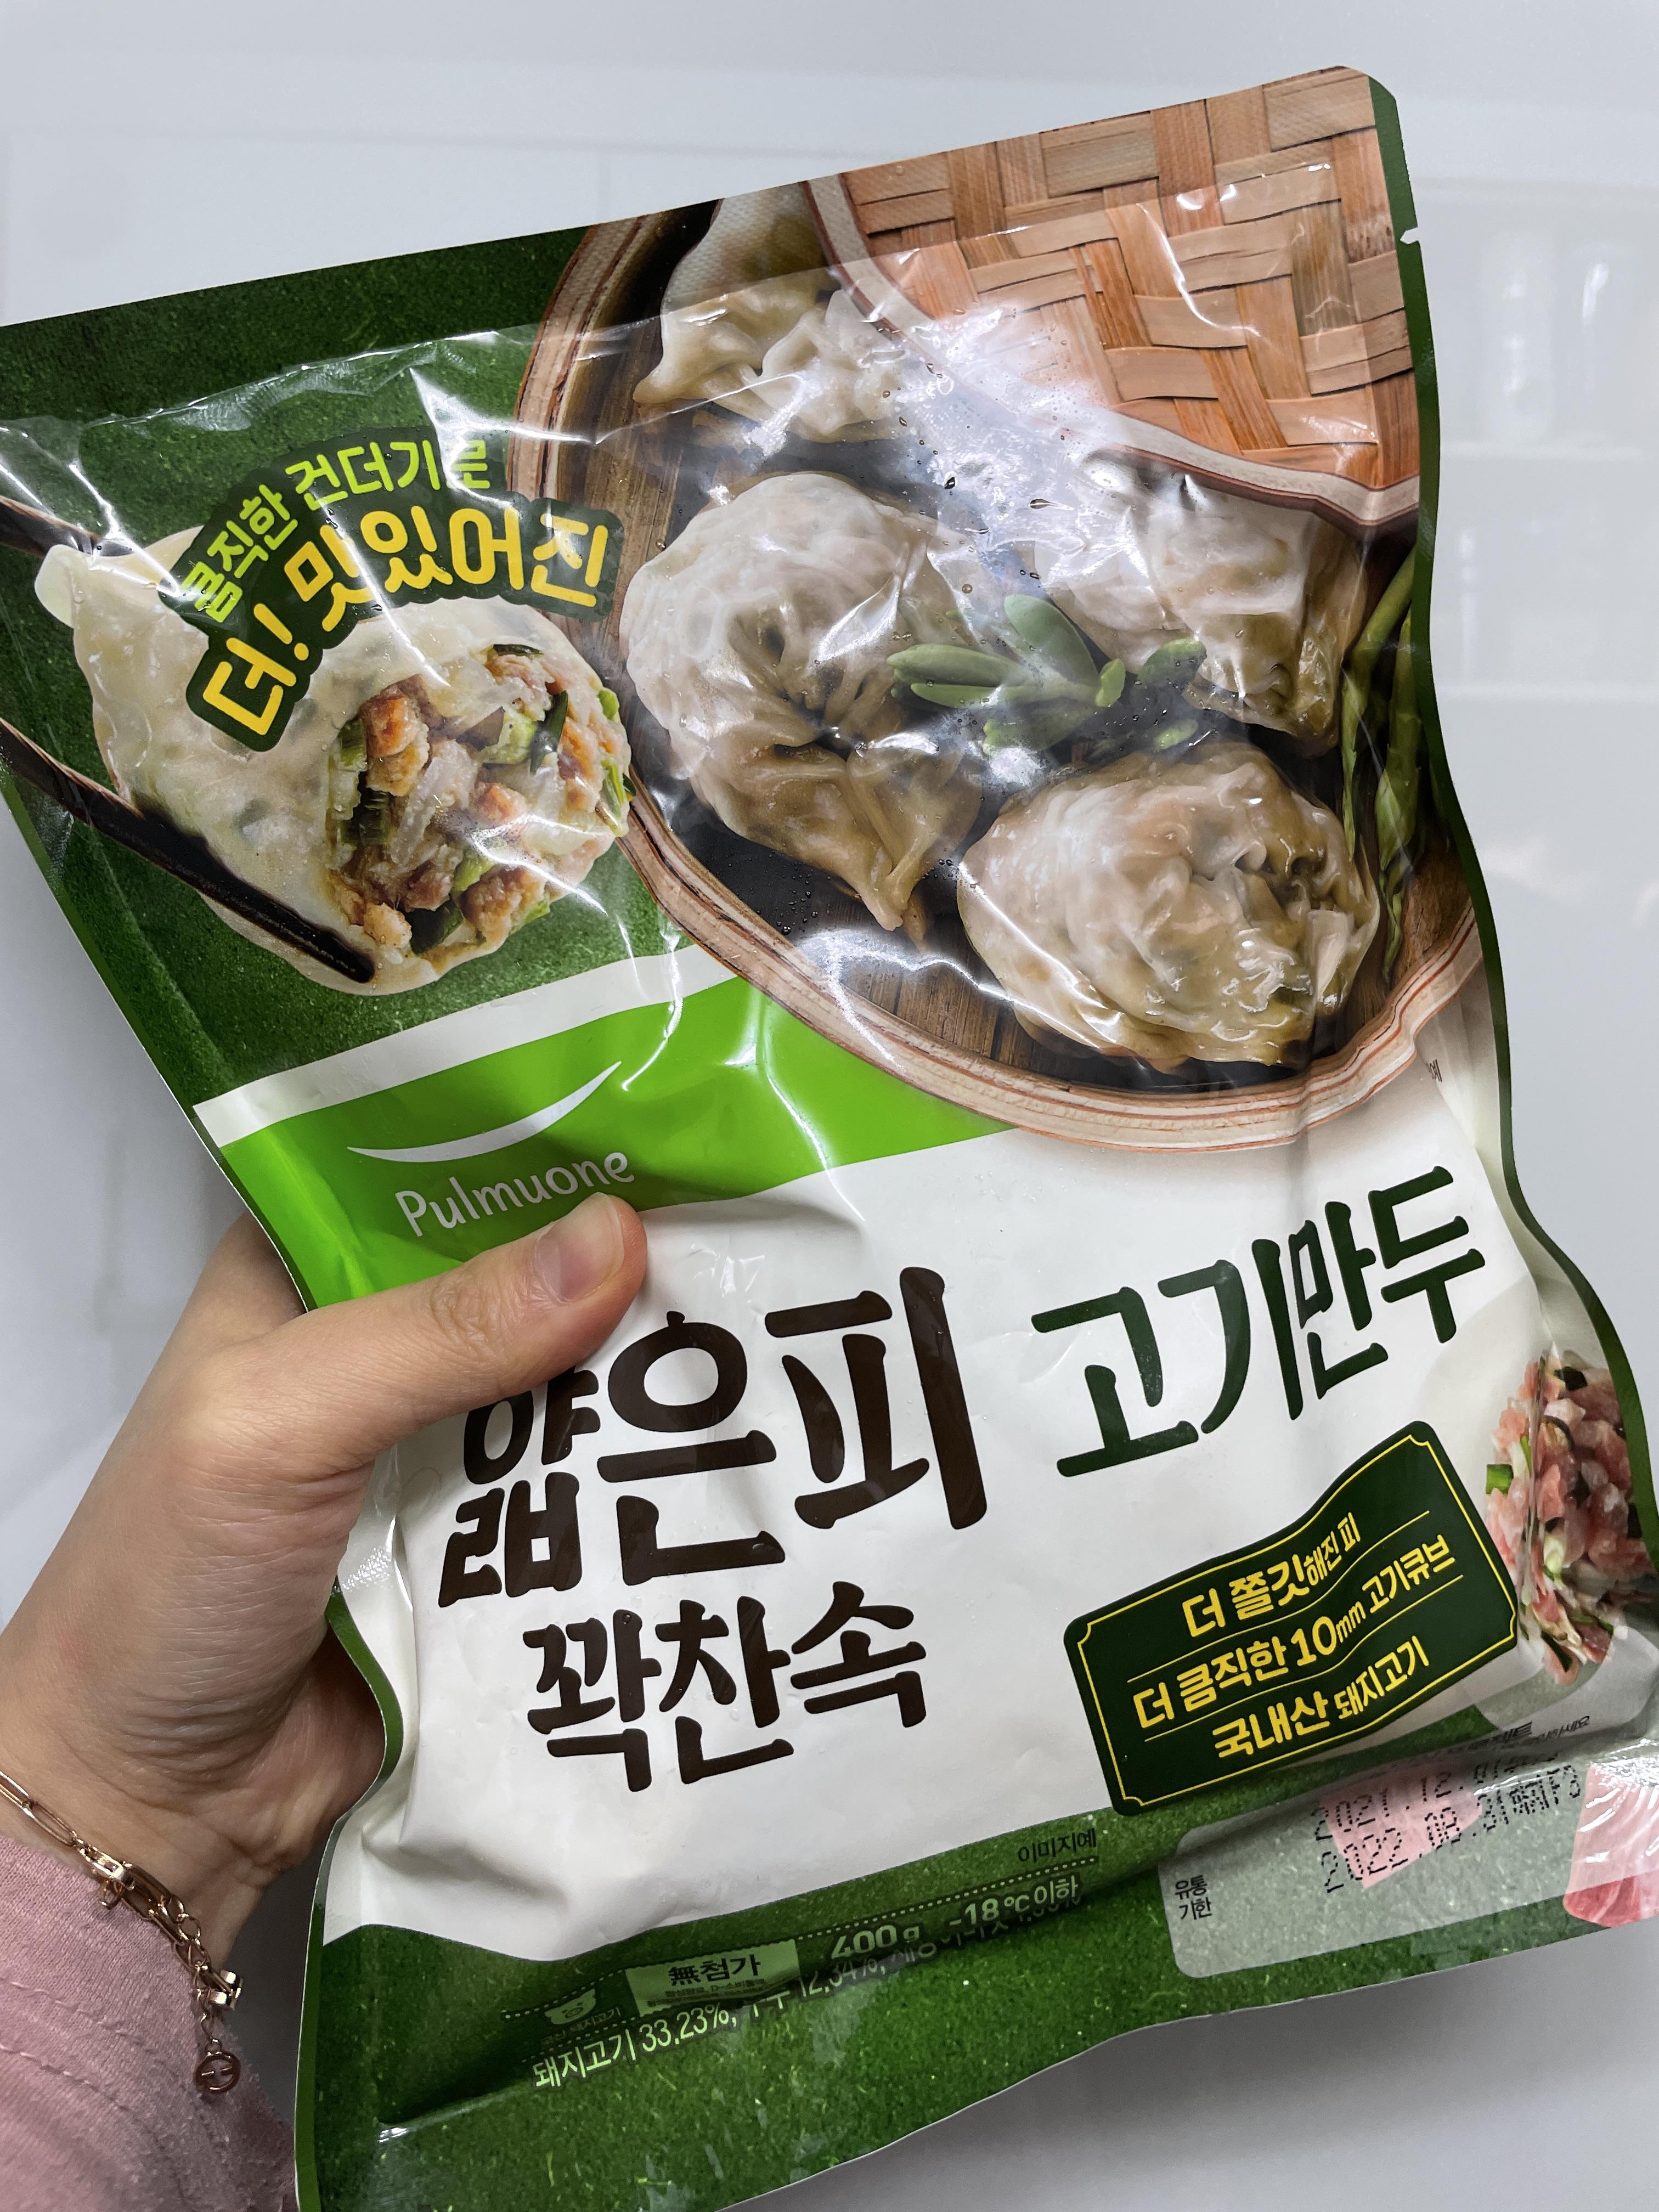 큼직한 건더기로
더! 맛있어진
Pulmuone
얇은피
꽉찬속
고기만두
더 쫄깃해진 피
더 큼직한 10mm 고기큐브
국내산 돼지고기
유통
기한
2022.08.31
이미지예
無첨가
400g
-18℃이하
돼지고기 33.23%,